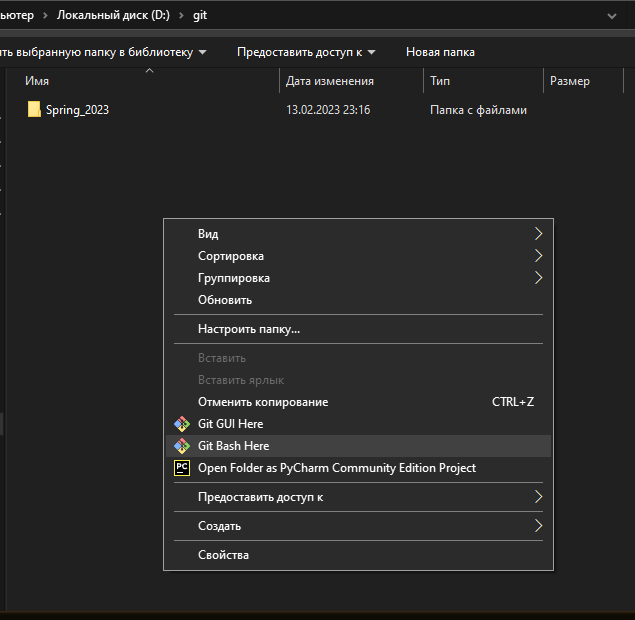 ьютер › Локальный диск (D:) › git
ть выбранную папку в библиотеку Предоставить доступ к Новая папка
Имя Дата изменения Тип Размер
Spring_2023 13.02.2023 23:16 Папка с файлами
Вид
Сортировка
Группировка
Обновить
Настроить папку...
Вставить
Вставить ярлык
Отменить копирование CTRL+Z
Git GUI Here
Git Bash Here
PC Open Folder as PyCharm Community Edition Project
Предоставить доступ к
Создать
Свойства